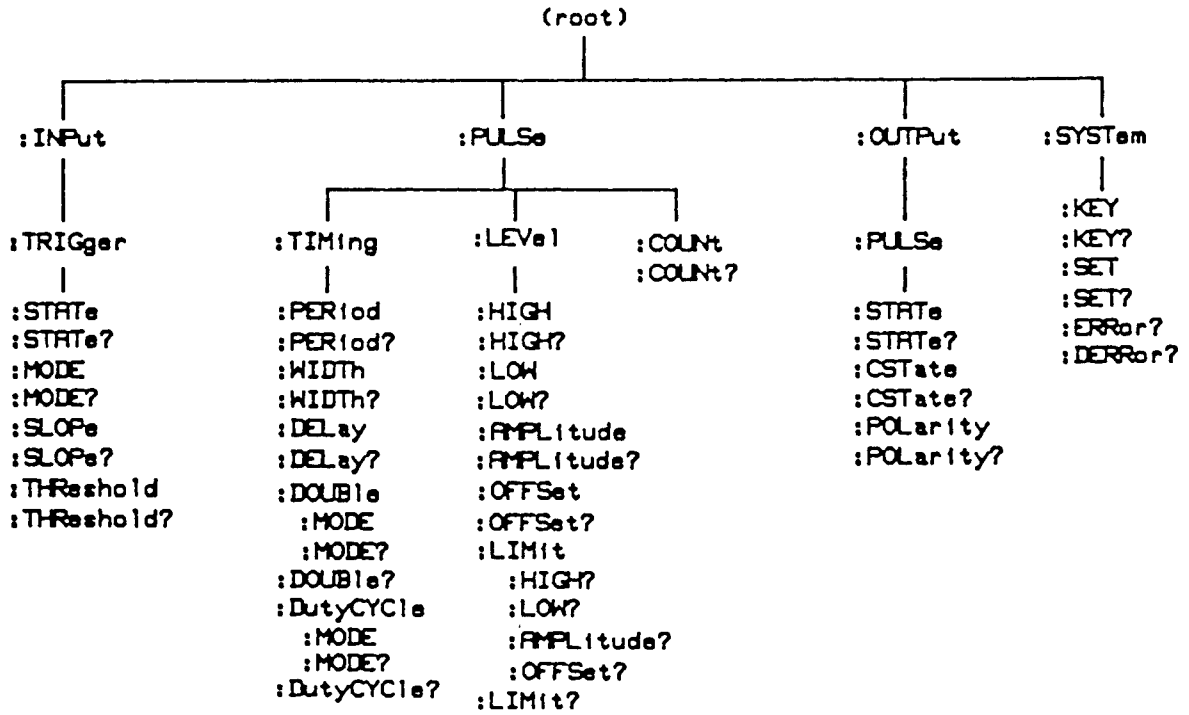 (root)
:INPut
:PULSe
:OUTPut
:SYSTem
:TRIGger
:STATe
:STATe?
:MODE
:MODE?
:SLOPe
:SLOPe?
:THReshold
:THReshold?
:TIMing
:PERiod
:PERiod?
:WIDTh
:WIDTh?
:DELay
:DELay?
:DOUBle
:MODE
:MODE?
:DOUBle?
:DutyCYCle
:MODE
:MODE?
:DutyCYCle?
:LEVel
:HIGH
:HIGH?
:LOW
:LOW?
:AMPLitude
:AMPLitude?
:OFFSet
:OFFSet?
:LIMit
:HIGH?
:LOW?
:AMPLitude?
:OFFSet?
:LIMit?
:COUNt
:COUNt?
:PULSe
:STATe
:STATe?
:CSTate
:CSTate?
:POLarity
:POLarity?
:KEY
:KEY?
:SET
:SET?
:ERRor?
:DERRor?